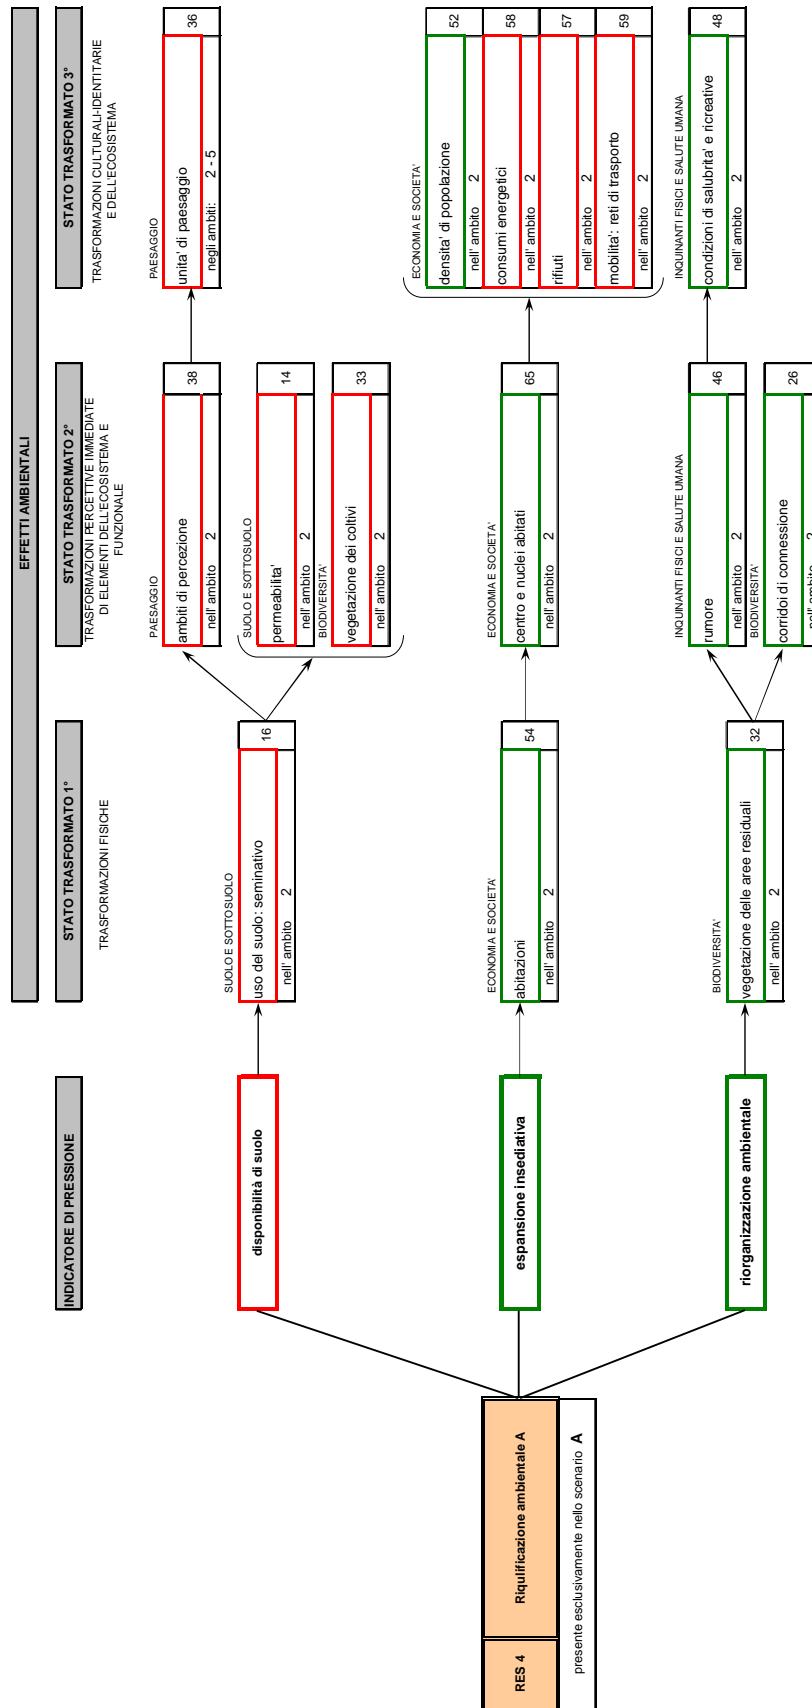 EFFETTI AMBIENTALI
INDICATORE DI PRESSIONE
STATO TRASFORMATO 1°
STATO TRASFORMATO 2°
STATO TRASFORMATO 3°
TRASFORMAZIONI FISICHE
TRASFORMAZIONI PERCETTIVE IMMEDIATE
DI ELEMENTI DELL'ECOSISTEMA E
FUNZIONALE
TRASFORMAZIONI CULTURALI-IDENTITARIE
E DELL'ECOSISTEMA
PAESAGGIO
ambiti di percezione
38
nell' ambito 2
PAESAGGIO
unita' di paesaggio
36
negli ambiti: 2 - 5
disponibilità di suolo
SUOLO E SOTTOSUOLO
uso del suolo: seminativo
16
nell' ambito 2
SUOLO E SOTTOSUOLO
permeabilita'
14
nell' ambito 2
BIODIVERSITA'
vegetazione dei coltivi
33
nell' ambito 2
RES 4
Riqulificazione ambientale A
presente esclusivamente nello scenario A
espansione insediativa
ECONOMIA E SOCIETA'
abitazioni
54
nell' ambito 2
ECONOMIA E SOCIETA'
centro e nuclei abitati
65
nell' ambito 2
ECONOMIA E SOCIETA'
densita' di popolazione
52
nell' ambito 2
consumi energetici
58
nell' ambito 2
rifiuti
57
nell' ambito 2
mobilita': reti di trasporto
59
nell' ambito 2
riorganizzazione ambientale
BIODIVERSITA'
vegetazione delle aree residuali
32
nell' ambito 2
INQUINANTI FISICI E SALUTE UMANA
rumore
46
nell' ambito 2
BIODIVERSITA'
corridoi di connessione
26
nell' ambito 2
INQUINANTI FISICI E SALUTE UMANA
condizioni di salubrita' e ricreative
48
nell' ambito 2